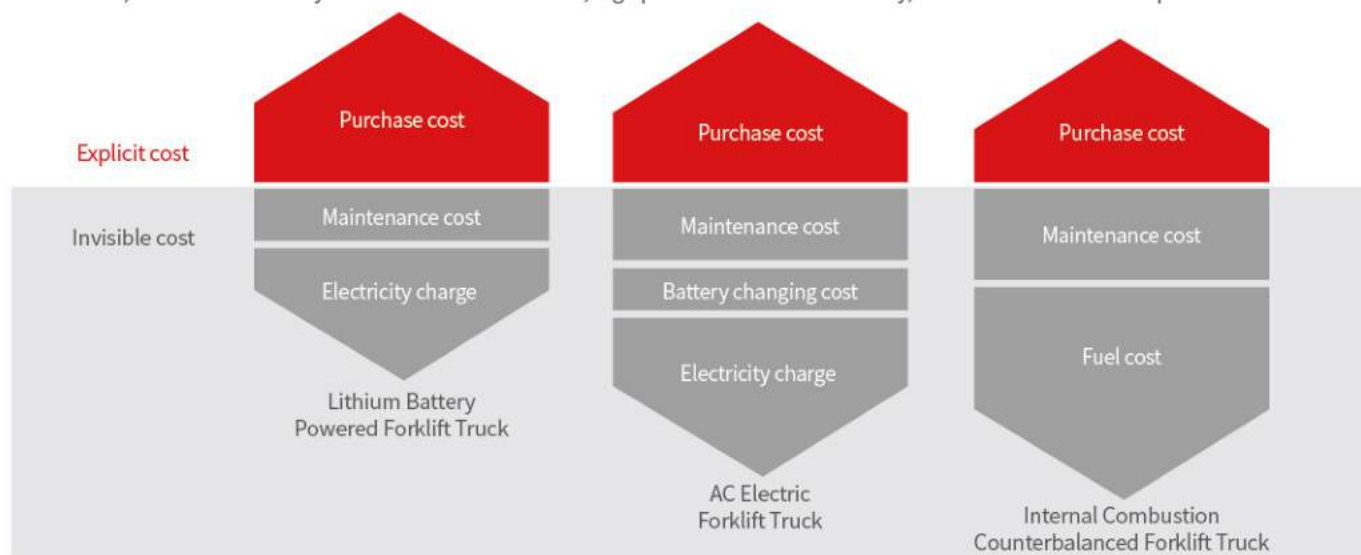 Purchase cost
Purchase cost
Purchase cost
Explicit cost
Invisible cost
Maintenance cost
Maintenance cost
Maintenance cost
Electricity charge
Battery changing cost
Fuel cost
Electricity charge
Lithium Battery
Powered Forklift Truck
AC Electric
Forklift Truck
Internal Combustion
Counterbalanced Forklift Truck